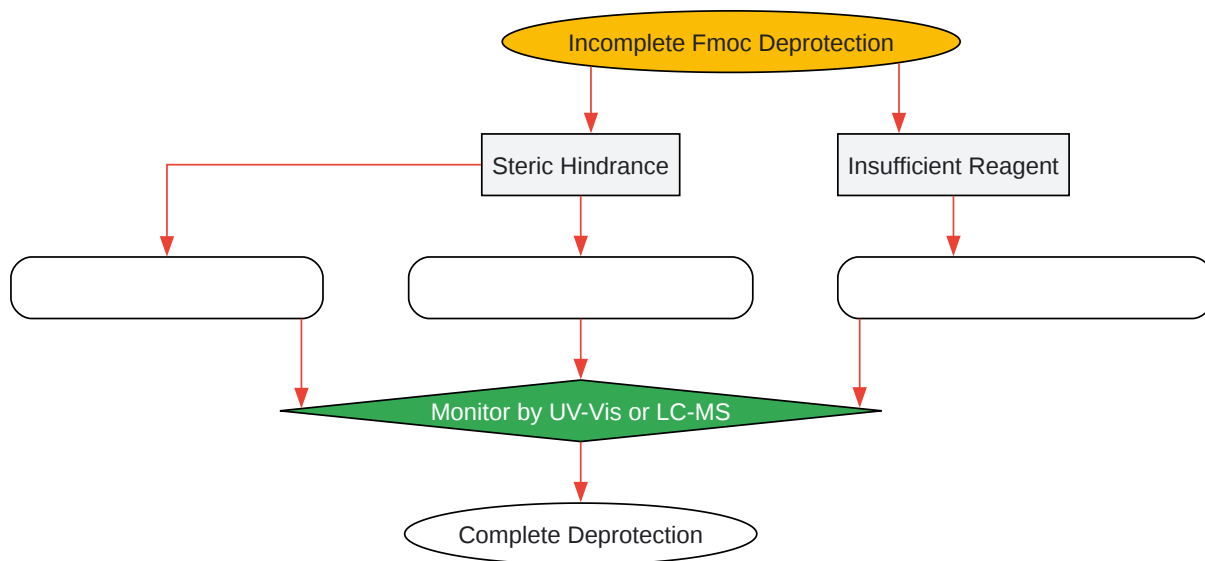 Incomplete Fmoc Deprotection
Steric Hindrance
Insufficient Reagent
Monitor by UV-Vis or LC-MS
Complete Deprotection